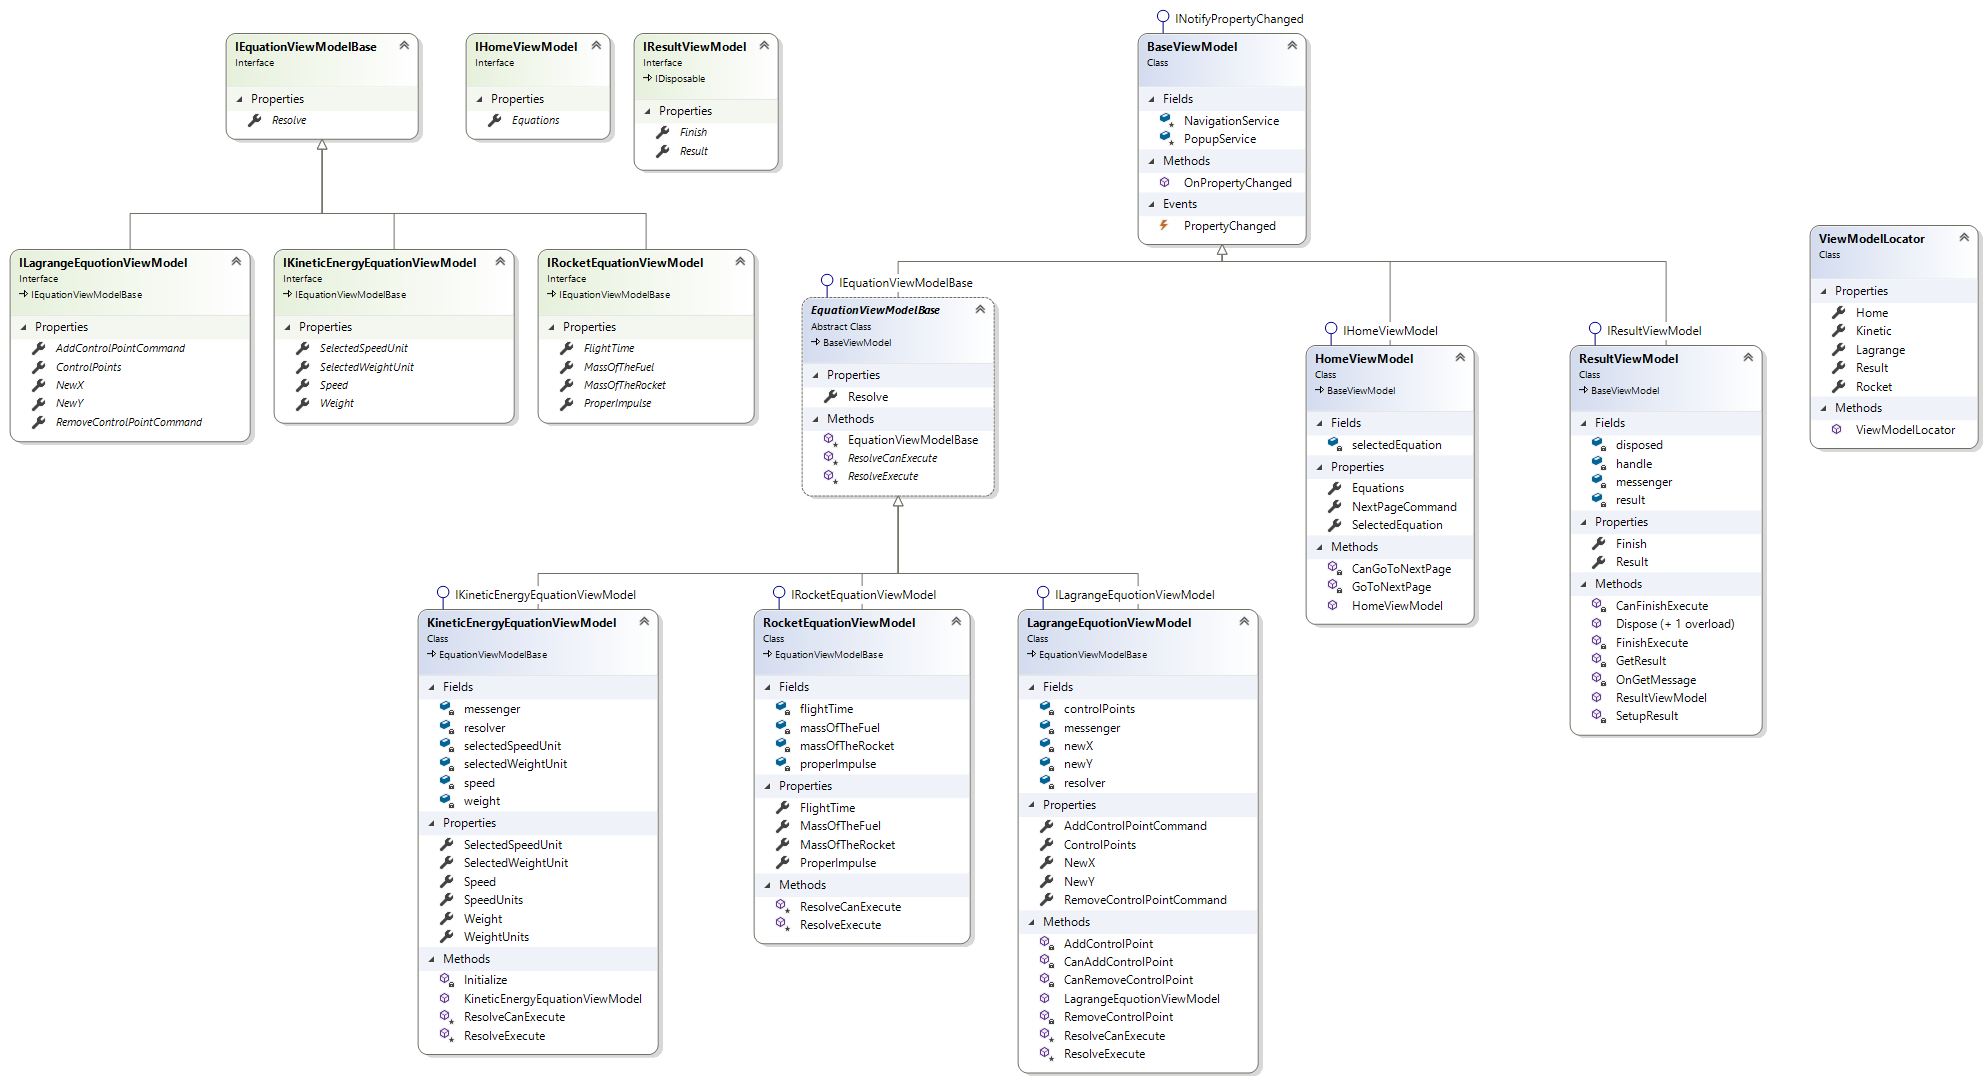 IEquationViewModelBase
Interface
Properties
Resolve
IHomeViewModel
Interface
Properties
Equations
IResultViewModel
Interface
IDisposable
Properties
Finish
Result
INotifyPropertyChanged
BaseViewModel
Class
Fields
NavigationService
PopupService
Methods
OnPropertyChanged
Events
PropertyChanged
ILagrangeEquotionViewModel
Interface
IEquationViewModelBase
Properties
AddControlPointCommand
ControlPoints
NewX
NewY
RemoveControlPointCommand
IKineticEnergyEquationViewModel
Interface
IEquationViewModelBase
Properties
SelectedSpeedUnit
SelectedWeightUnit
Speed
Weight
IRocketEquationViewModel
Interface
IEquationViewModelBase
Properties
FlightTime
MassOfTheFuel
MassOfTheRocket
ProperImpulse
IEquationViewModelBase
EquationViewModelBase
Abstract Class
BaseViewModel
Properties
Resolve
Methods
EquationViewModelBase
ResolveCanExecute
ResolveExecute
IHomeViewModel
HomeViewModel
Class
BaseViewModel
Fields
selectedEquation
Properties
Equations
NextPageCommand
SelectedEquation
Methods
CanGoToNextPage
GoToNextPage
HomeViewModel
IResultViewModel
ResultViewModel
Class
BaseViewModel
Fields
disposed
handle
messenger
result
Properties
Finish
Result
Methods
CanFinishExecute
Dispose (+ 1 overload)
FinishExecute
GetResult
OnGetMessage
ResultViewModel
SetupResult
ViewModelLocator
Class
Properties
Home
Kinetic
Lagrange
Result
Rocket
Methods
ViewModelLocator
IKineticEnergyEquationViewModel
KineticEnergyEquationViewModel
Class
EquationViewModelBase
Fields
messenger
resolver
selectedSpeedUnit
selectedWeightUnit
speed
weight
Properties
SelectedSpeedUnit
SelectedWeightUnit
Speed
SpeedUnits
Weight
WeightUnits
Methods
Initialize
KineticEnergyEquationViewModel
ResolveCanExecute
ResolveExecute
IRocketEquationViewModel
RocketEquationViewModel
Class
EquationViewModelBase
Fields
flightTime
massOfTheFuel
massOfTheRocket
properImpulse
Properties
FlightTime
MassOfTheFuel
MassOfTheRocket
ProperImpulse
Methods
ResolveCanExecute
ResolveExecute
ILagrangeEquotionViewModel
LagrangeEquotionViewModel
Class
EquationViewModelBase
Fields
controlPoints
messenger
newX
newY
resolver
Properties
AddControlPointCommand
ControlPoints
NewX
NewY
RemoveControlPointCommand
Methods
AddControlPoint
CanAddControlPoint
CanRemoveControlPoint
LagrangeEquotionViewModel
RemoveControlPoint
ResolveCanExecute
ResolveExecute